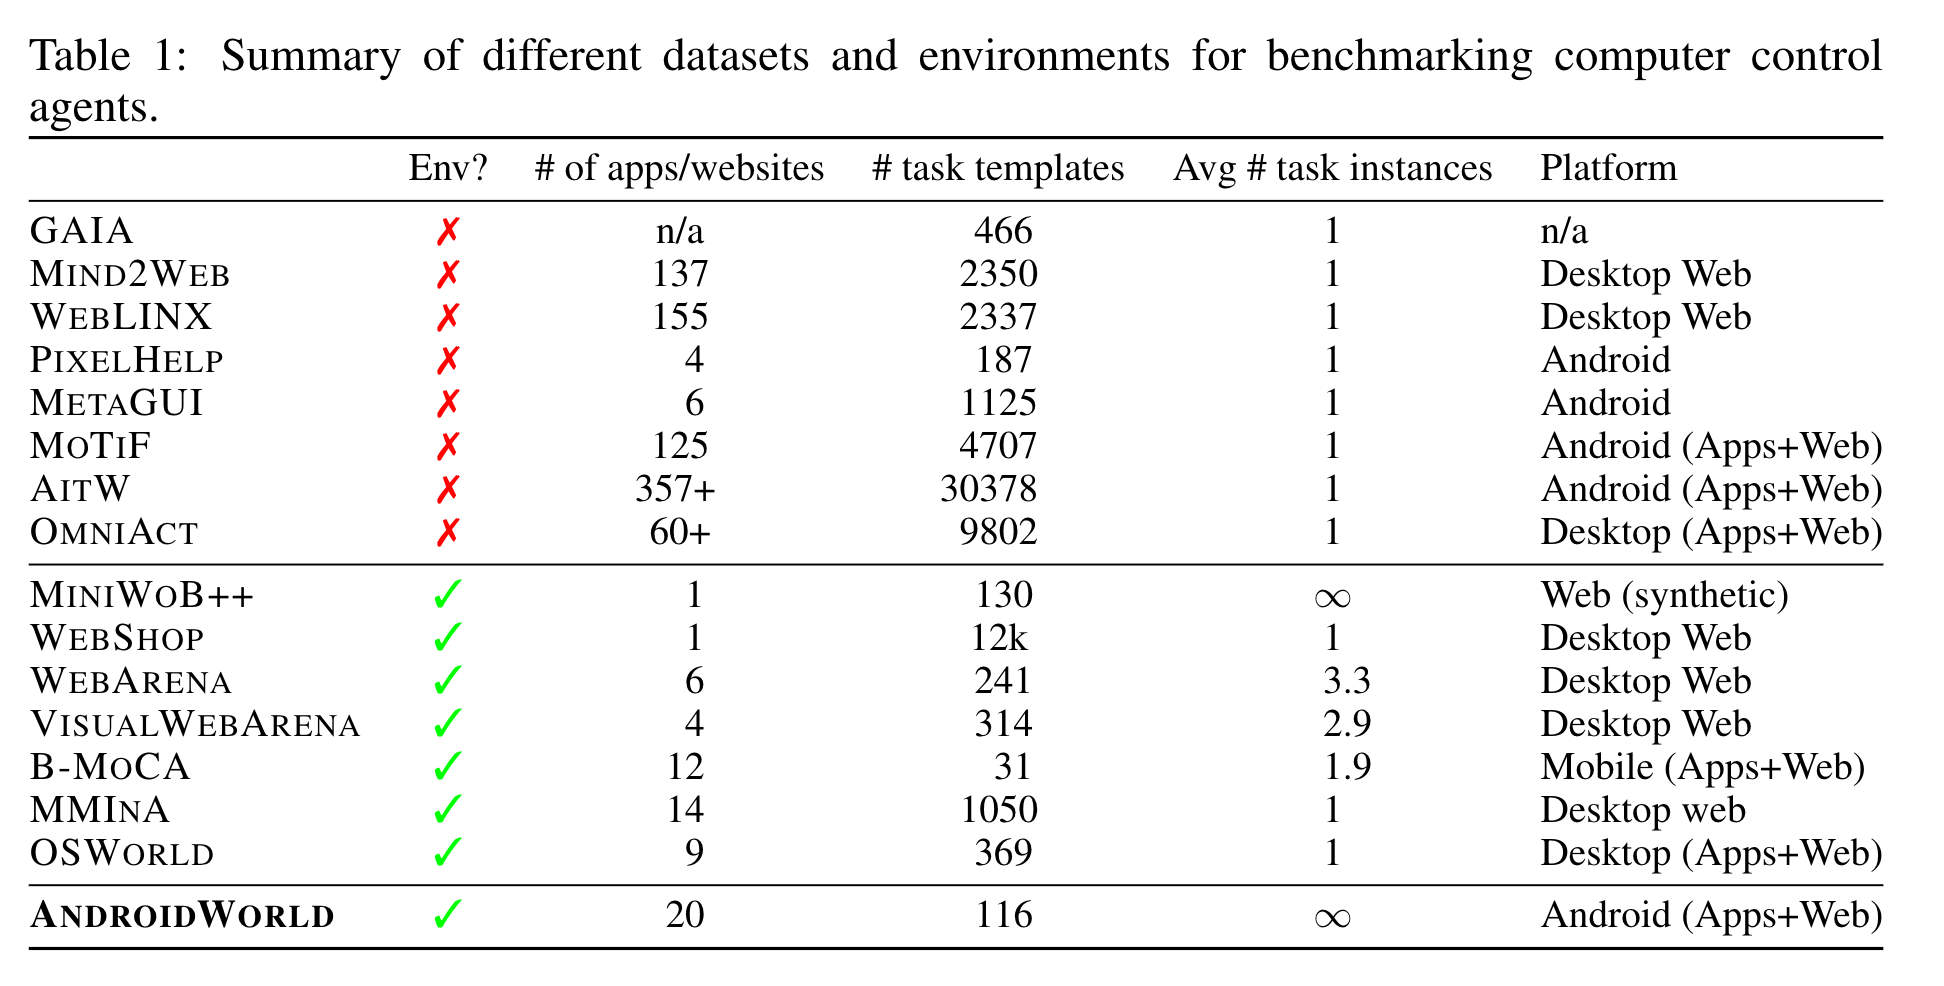 Table 1: Summary of different datasets and environments for benchmarking computer control
agents.
Env? # of apps/websites # task templates Avg # task instances Platform
GAIA ✗ n/a 466 1 n/a
MIND2WEB ✗ 137 2350 1 Desktop Web
WEBLINX ✗ 155 2337 1 Desktop Web
PIXELHELP ✗ 4 187 1 Android
METAGUI ✗ 6 1125 1 Android
MOTIF ✗ 125 4707 1 Android (Apps+Web)
AITW ✗ 357+ 30378 1 Android (Apps+Web)
OMNIACT ✗ 60+ 9802 1 Desktop (Apps+Web)
MINIWOB++ ✓ 1 130 ∞ Web (synthetic)
WEBSHOP ✓ 1 12k 1 Desktop Web
WEBARENA ✓ 6 241 3.3 Desktop Web
VISUALWEBARENA ✓ 4 314 2.9 Desktop Web
B-MOCA ✓ 12 31 1.9 Mobile (Apps+Web)
MMINA ✓ 14 1050 1 Desktop web
OSWORLD ✓ 9 369 1 Desktop (Apps+Web)
ANDROIDWORLD ✓ 20 116 ∞ Android (Apps+Web)